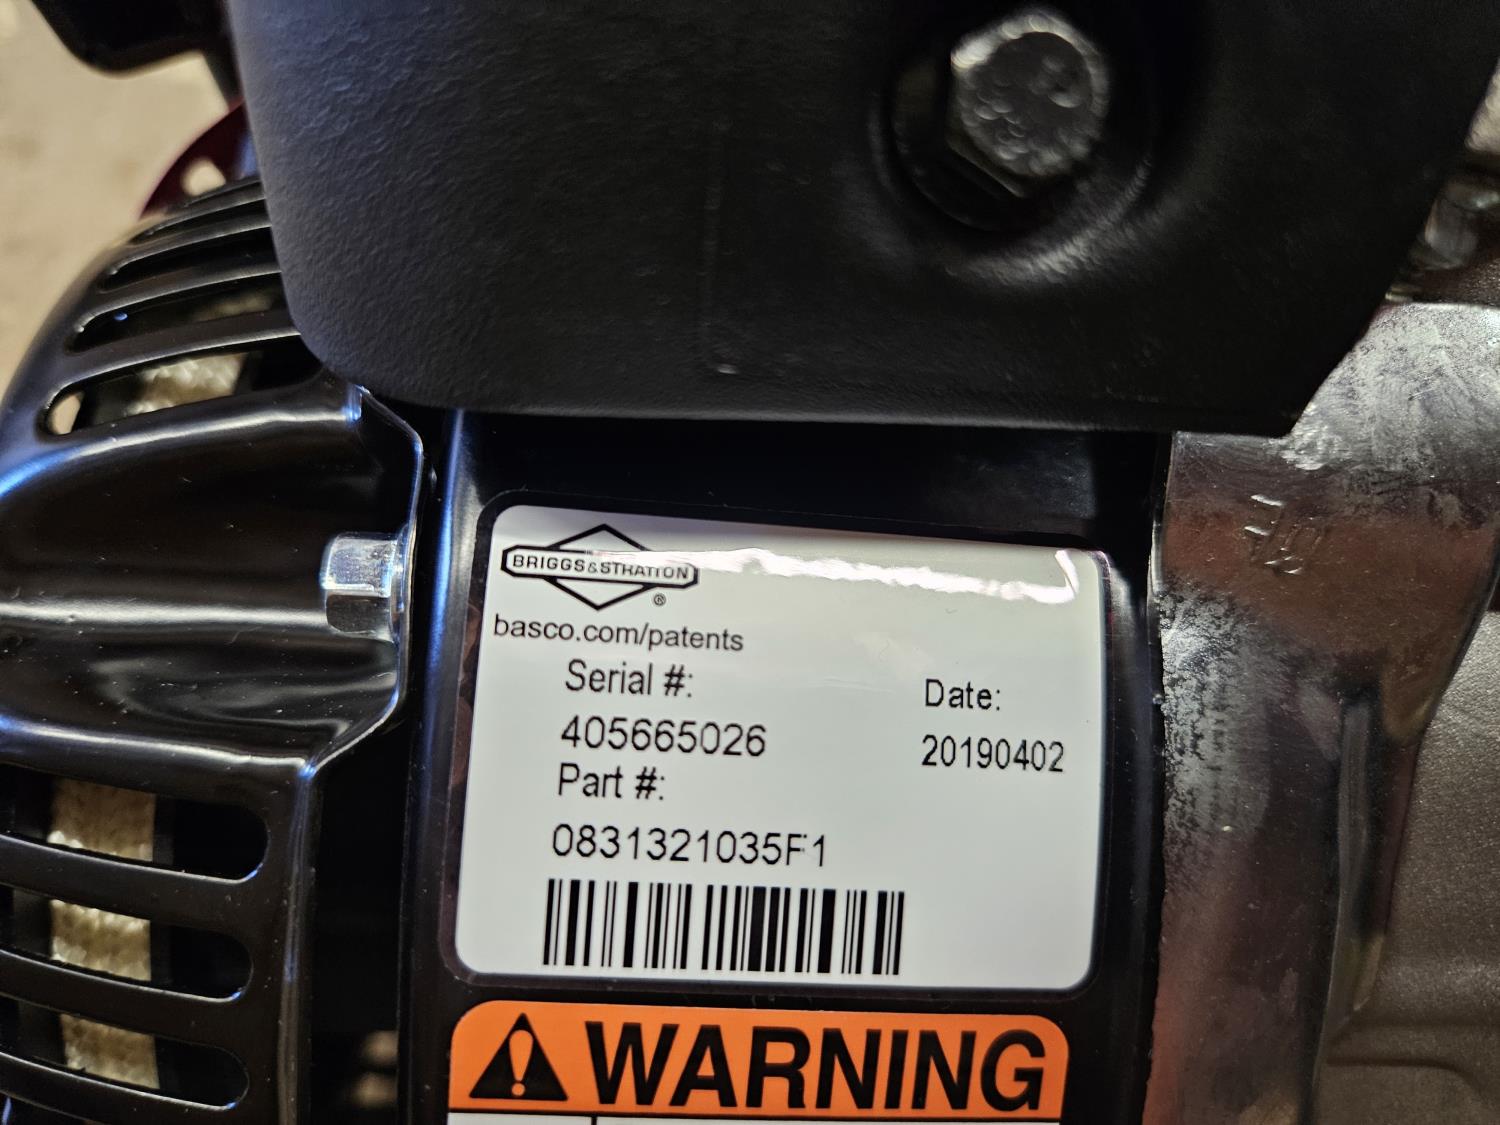 BRIGGS&STRATTON
®
basco.com/patents
Serial #:
405665026
Date:
20190402
Part #:
0831321035F1
WARNING